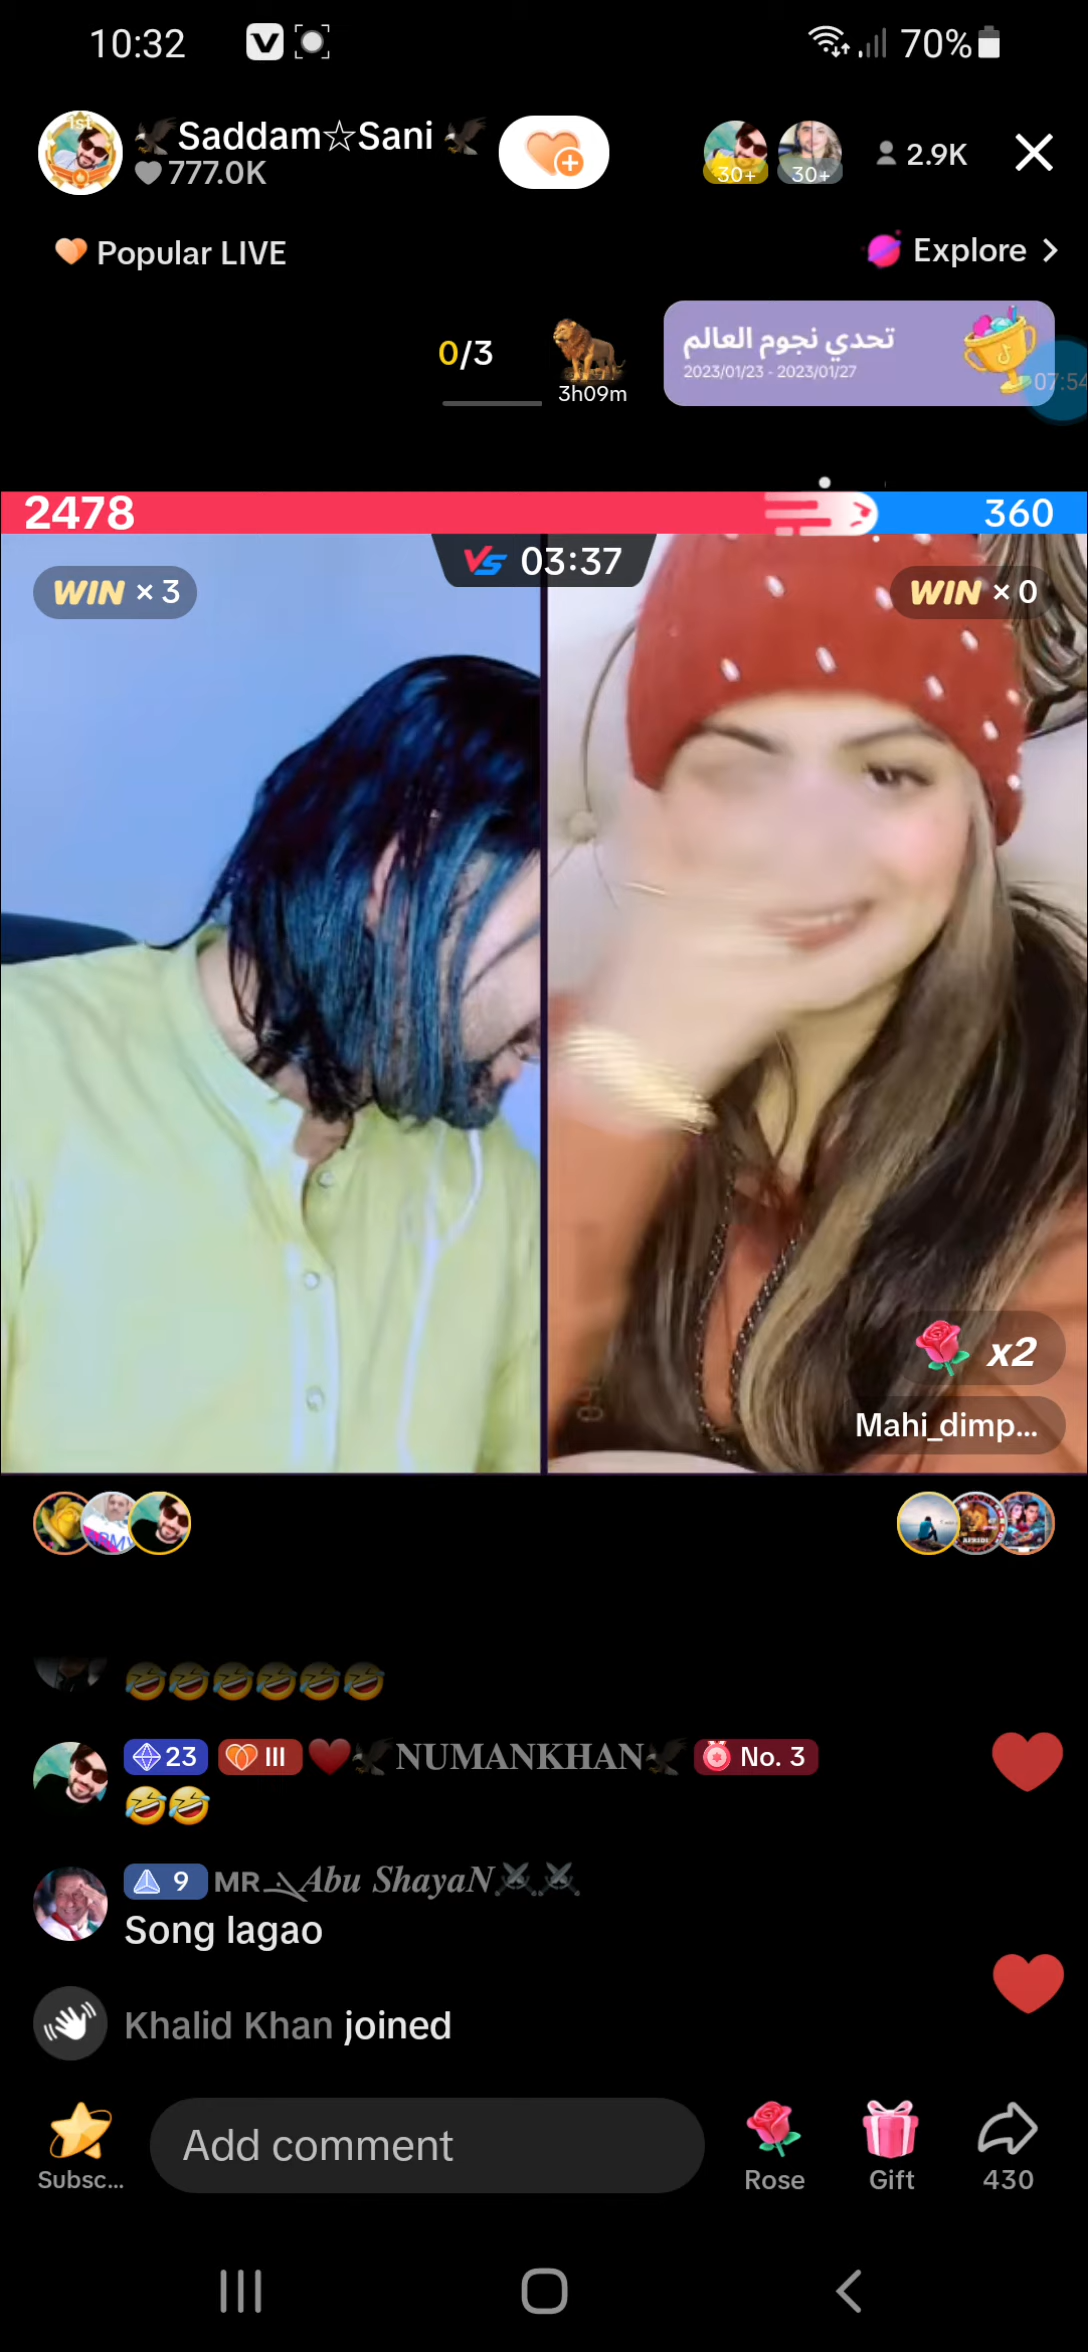 10:32
70%
Saddam☆Sani
777.0K
30+
30+
2.9K
Popular LIVE
Explore
0/3
3h09m
تحدي نجوم العالم
2023/01/23 - 2023/01/27
07:54
2478
360
VS 03:37
WIN × 3
WIN × 0
x2
Mahi_dimp...
🤣🤣🤣🤣🤣🤣
23 III ❤️🦅NUMANKHAN🦅 No. 3
🤣🤣
9 MR Abu ShayaN⚔⚔
Song lagao
Khalid Khan joined
Subsc...
Add comment
Rose
Gift
430